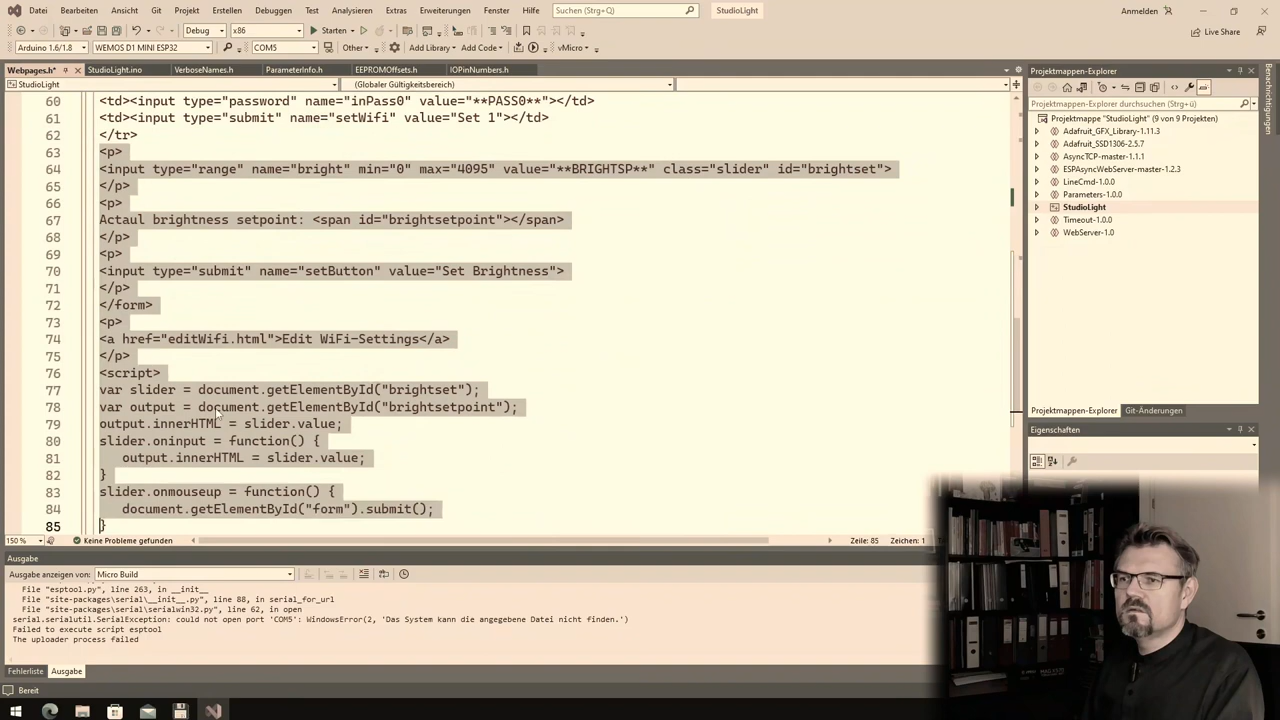 Datei Bearbeiten Ansicht Git Projekt Erstellen Debuggen Test Analysieren Extras Erweiterungen Fenster Hilfe Suchen (Strg+Q) StudioLight Anmelden
Debug x86 Starten Live Share
Arduino 1.6/1.8 WEMOS D1 MINI ESP32 COM5 Other Add Library Add Code vMicro
Webpages.h* StudioLight.ino VerboseNames.h ParameterInfo.h EEPROMOffsets.h IOPinNumbers.h
StudioLight (Globaler Gültigkeitsbereich)
60 <td><input type="password" name="inPass0" value="**PASS0**"></td>
61 <td><input type="submit" name="setWifi" value="Set 1"></td>
62 </tr>
63 <p>
64 <input type="range" name="bright" min="0" max="4095" value="**BRIGHTSP**" class="slider" id="brightset">
65 </p>
66 <p>
67 Actaul brightness setpoint: <span id="brightsetpoint"></span>
68 </p>
69 <p>
70 <input type="submit" name="setButton" value="Set Brightness">
71 </p>
72 </form>
73 <p>
74 <a href="editWifi.html">Edit WiFi-Settings</a>
75 </p>
76 <script>
77 var slider = document.getElementById("brightset");
78 var output = document.getElementById("brightsetpoint");
79 output.innerHTML = slider.value;
80 slider.oninput = function() {
81 output.innerHTML = slider.value;
82 }
83 slider.onmouseup = function() {
84 document.getElementById("form").submit();
85 }
150 % Keine Probleme gefunden Zeile: 85 Zeichen: 1
Ausgabe
Ausgabe anzeigen von: Micro Build
File "esptool.py", line 263, in __init__
File "site-packages\serial\__init__.py", line 88, in serial_for_url
File "site-packages\serial\serialwin32.py", line 62, in open
serial.serialutil.SerialException: could not open port 'COM5': WindowsError(2, 'Das System kann die angegebene Datei nicht finden.')
Failed to execute script esptool
The uploader process failed
Fehlerliste Ausgabe
Bereit
Projektmappen-Explorer
Projektmappen-Explorer durchsuchen (Strg+ü)
Projektmappe "StudioLight" (9 von 9 Projekten)
Adafruit_GFX_Library-1.11.3
Adafruit_SSD1306-2.5.7
AsyncTCP-master-1.1.1
ESPAsyncWebServer-master-1.2.3
LineCmd-1.0.0
Parameters-1.0.0
StudioLight
Timeout-1.0.0
WebServer-1.0
Projektmappen-Explorer Git-Änderungen
Eigenschaften
Benachrichtigungen